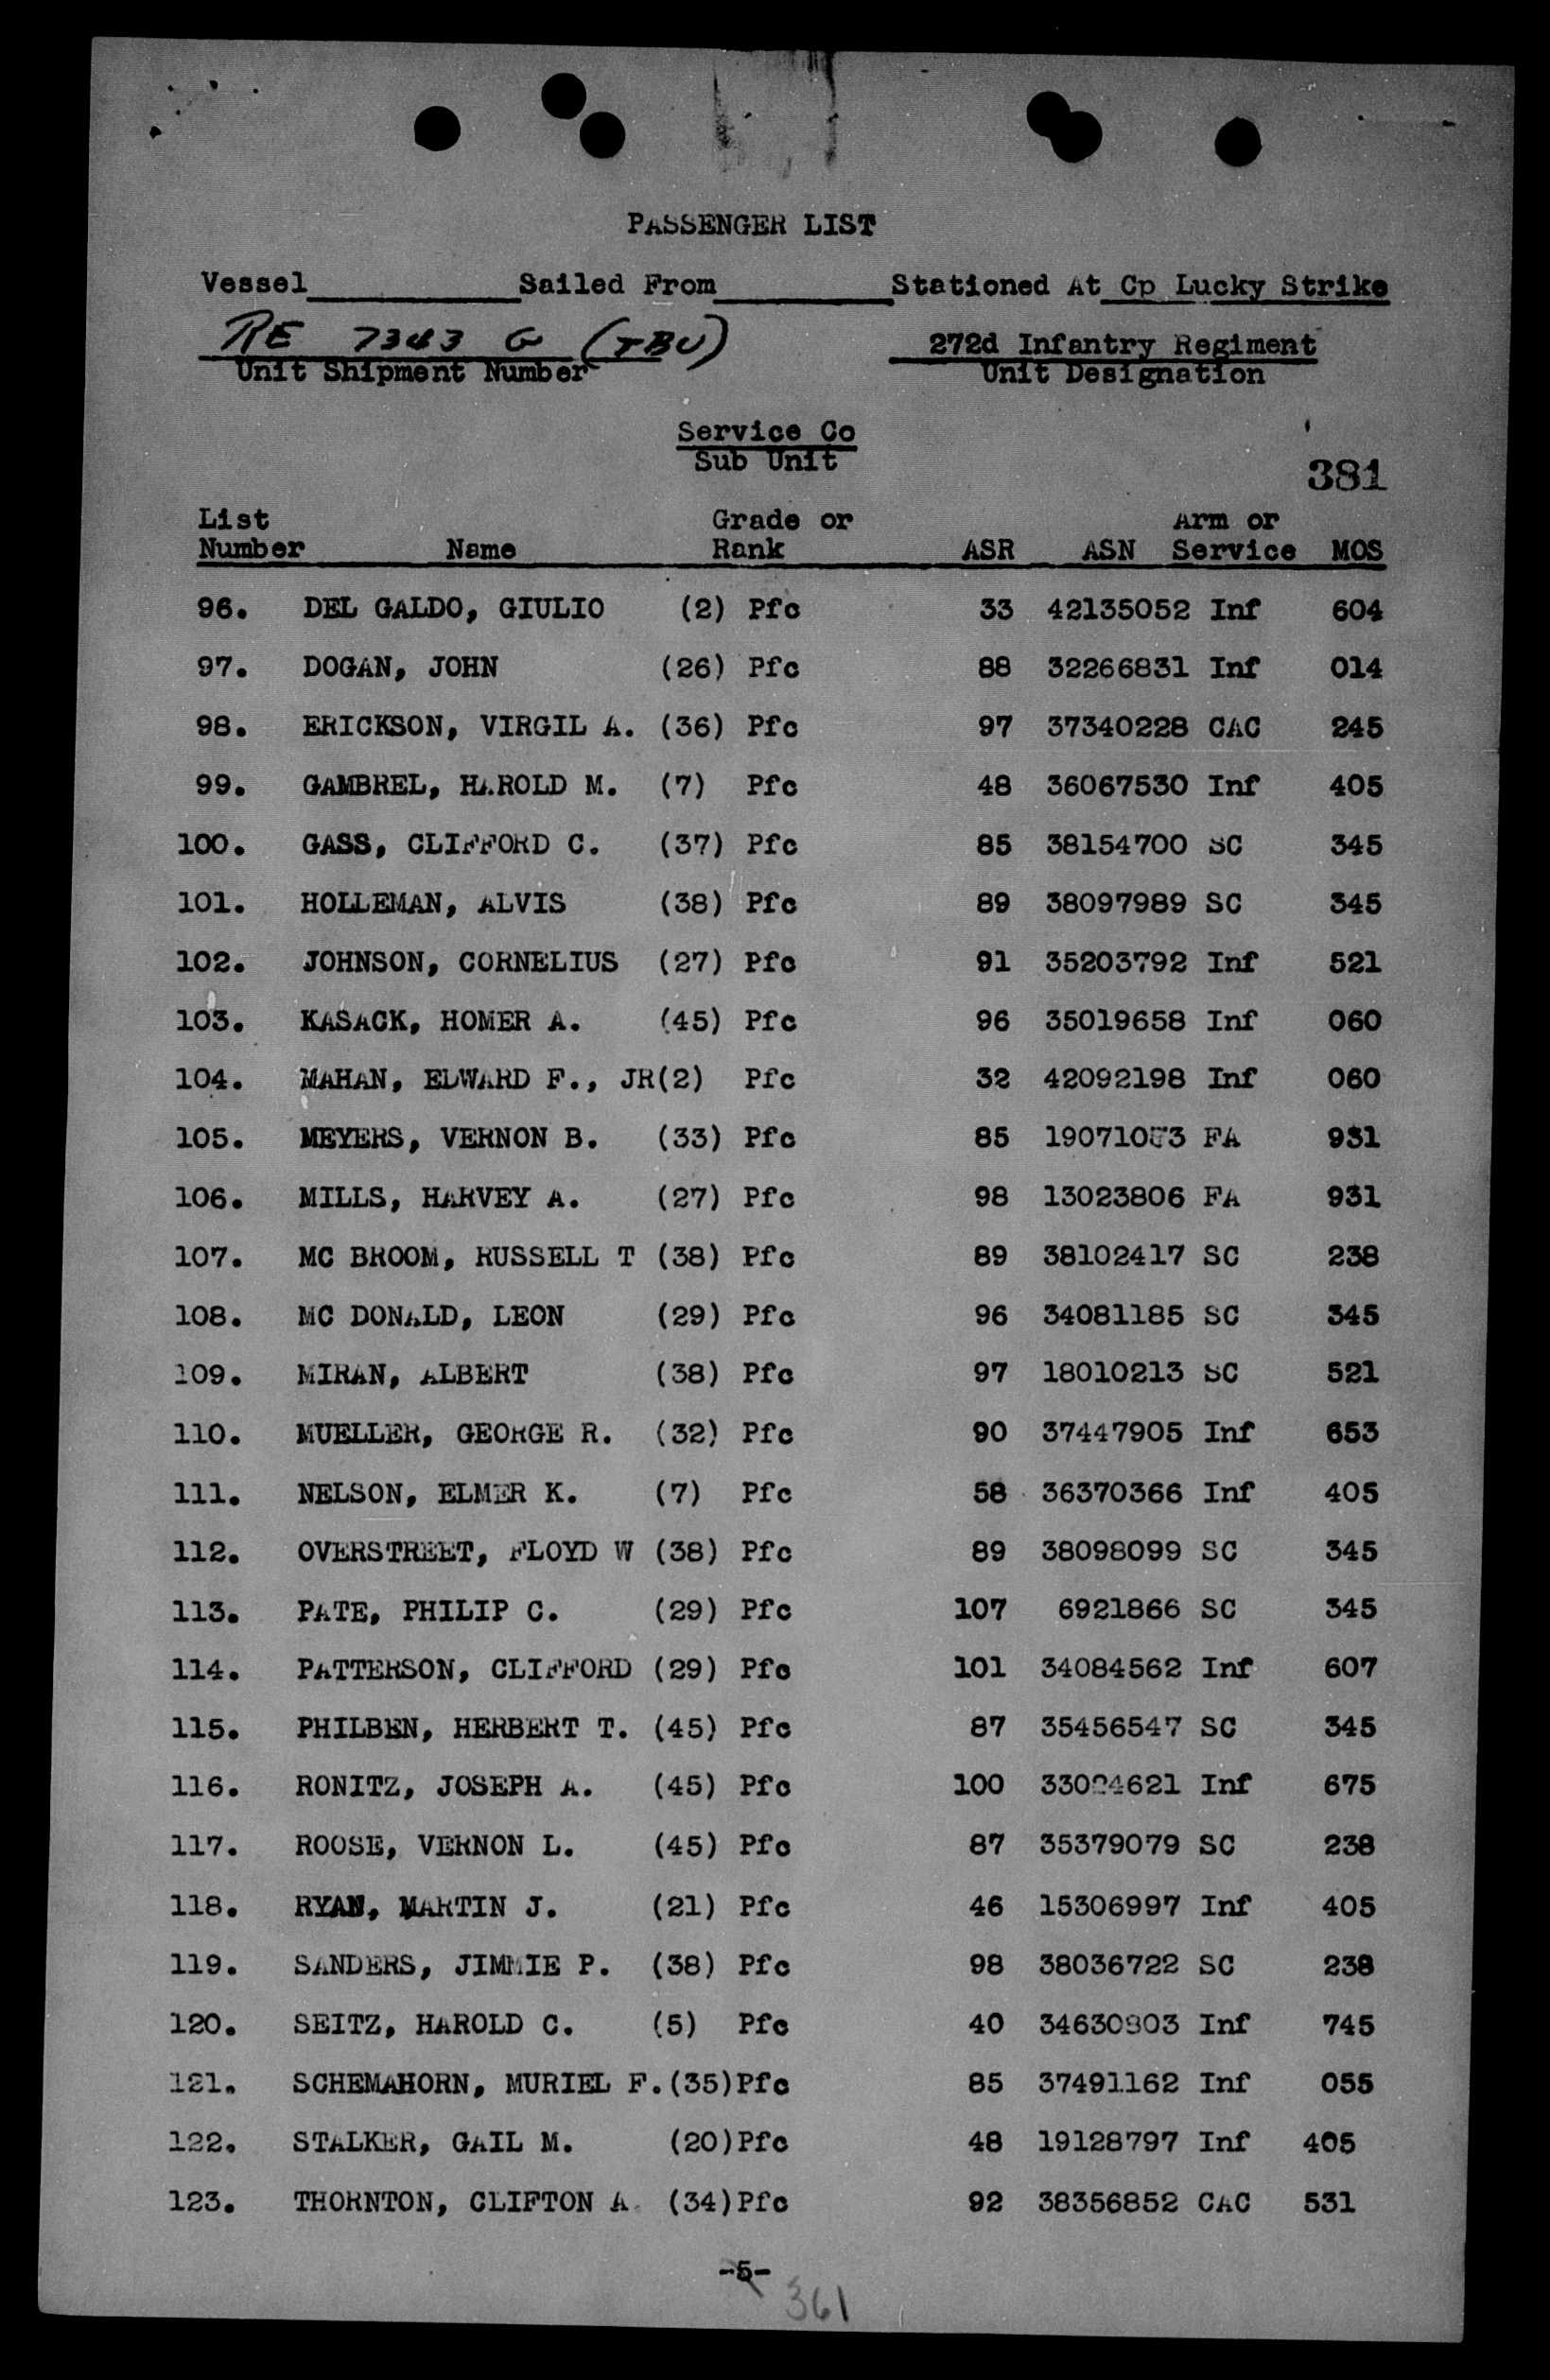 PASSENGER LIST
Vessel__________Sailed From__________Stationed At Cp Lucky Strike
RE 7343 G (TBU) 272d Infantry Regiment
Unit Shipment Number Unit Designation
Service Co
Sub Unit
381
List Grade or Arm or
Number Name Rank ASR ASN Service MOS
96. DEL GALDO, GIULIO (2) Pfc 33 42135052 Inf 604
97. DOGAN, JOHN (26) Pfc 88 32266831 Inf 014
98. ERICKSON, VIRGIL A. (36) Pfc 97 37340228 CAC 245
99. GAMBREL, HAROLD M. (7) Pfc 48 36067530 Inf 405
100. GASS, CLIFFORD C. (37) Pfc 85 38154700 SC 345
101. HOLLEMAN, ALVIS (38) Pfc 89 38097989 SC 345
102. JOHNSON, CORNELIUS (27) Pfc 91 35203792 Inf 521
103. KASACK, HOMER A. (45) Pfc 96 35019658 Inf 060
104. MAHAN, EDWARD F., JR(2) Pfc 32 42092198 Inf 060
105. MEYERS, VERNON B. (33) Pfc 85 FA 931
106. MILLS, HARVEY A. (27) Pfc 98 13023806 FA 931
107. MC BROOM, RUSSELL T (38) Pfc 89 38102417 SC 238
108. MC DONALD, LEON (29) Pfc 96 34081185 SC 345
109. MIRAN, ALBERT (38) Pfc 97 18010213 SC 521
110. MUELLER, GEORGE R. (32) Pfc 90 37447905 Inf 653
111. NELSON, ELMER K. (7) Pfc 58 36370366 Inf 405
112. OVERSTREET, FLOYD W (38) Pfc 89 38098099 SC 345
113. PATE, PHILIP C. (29) Pfc 107 6921866 SC 345
114. PATTERSON, CLIFFORD (29) Pfc 101 34084562 Inf 607
115. PHILBEN, HERBERT T. (45) Pfc 87 35456547 SC 345
116. RONITZ, JOSEPH A. (45) Pfc 100 Inf 675
117. ROOSE, VERNON L. (45) Pfc 87 35379079 SC 238
118. RYAN, MARTIN J. (21) Pfc 46 15306997 Inf 405
119. SANDERS, JIMMIE P. (38) Pfc 98 38036722 SC 238
120. SEITZ, HAROLD C. (5) Pfc 40 Inf 745
121. SCHEMAHORN, MURIEL F.(35)Pfc 85 37491162 Inf 055
122. STALKER, GAIL M. (20)Pfc 48 19128797 Inf 405
123. THORNTON, CLIFTON A. (34)Pfc 92 38356852 CAC 531
-5-
361